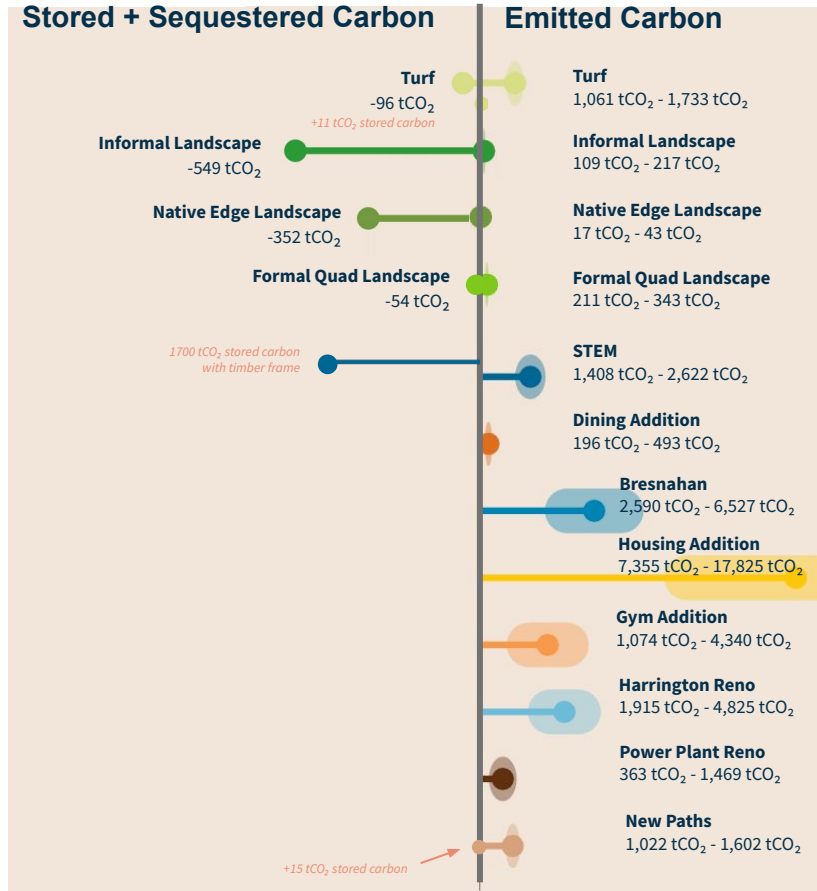 Stored + Sequestered Carbon
Emitted Carbon
Turf
-96 tCO₂
+11 tCO₂ stored carbon
Turf
1,061 tCO₂ - 1,733 tCO₂
Informal Landscape
-549 tCO₂
Informal Landscape
109 tCO₂ - 217 tCO₂
Native Edge Landscape
-352 tCO₂
Native Edge Landscape
17 tCO₂ - 43 tCO₂
Formal Quad Landscape
-54 tCO₂
Formal Quad Landscape
211 tCO₂ - 343 tCO₂
1700 tCO₂ stored carbon
with timber frame
STEM
1,408 tCO₂ - 2,622 tCO₂
Dining Addition
196 tCO₂ - 493 tCO₂
Bresnahan
2,590 tCO₂ - 6,527 tCO₂
Housing Addition
7,355 tCO₂ - 17,825 tCO₂
Gym Addition
1,074 tCO₂ - 4,340 tCO₂
Harrington Reno
1,915 tCO₂ - 4,825 tCO₂
Power Plant Reno
363 tCO₂ - 1,469 tCO₂
New Paths
1,022 tCO₂ - 1,602 tCO₂
+15 tCO₂ stored carbon